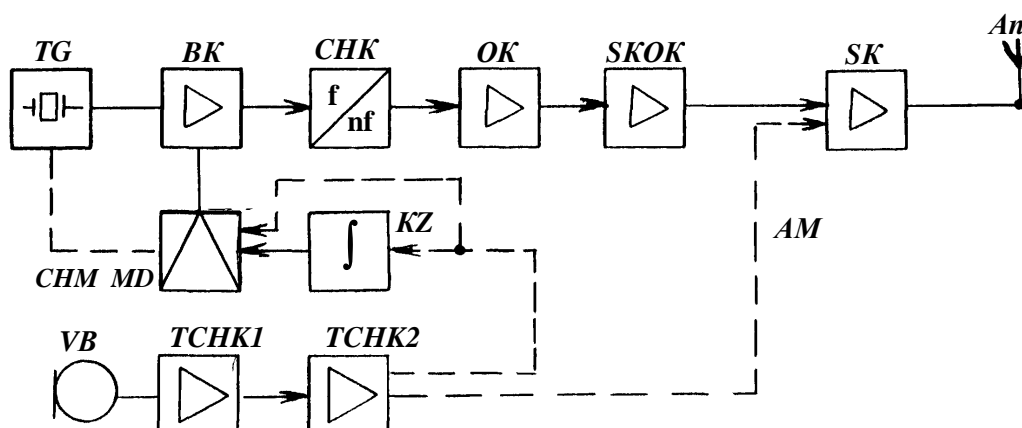 An
TG BK CHK OK SKOK SK
f
nf
KZ
AM
∫
CHM MD
VB TCHK1 TCHK2